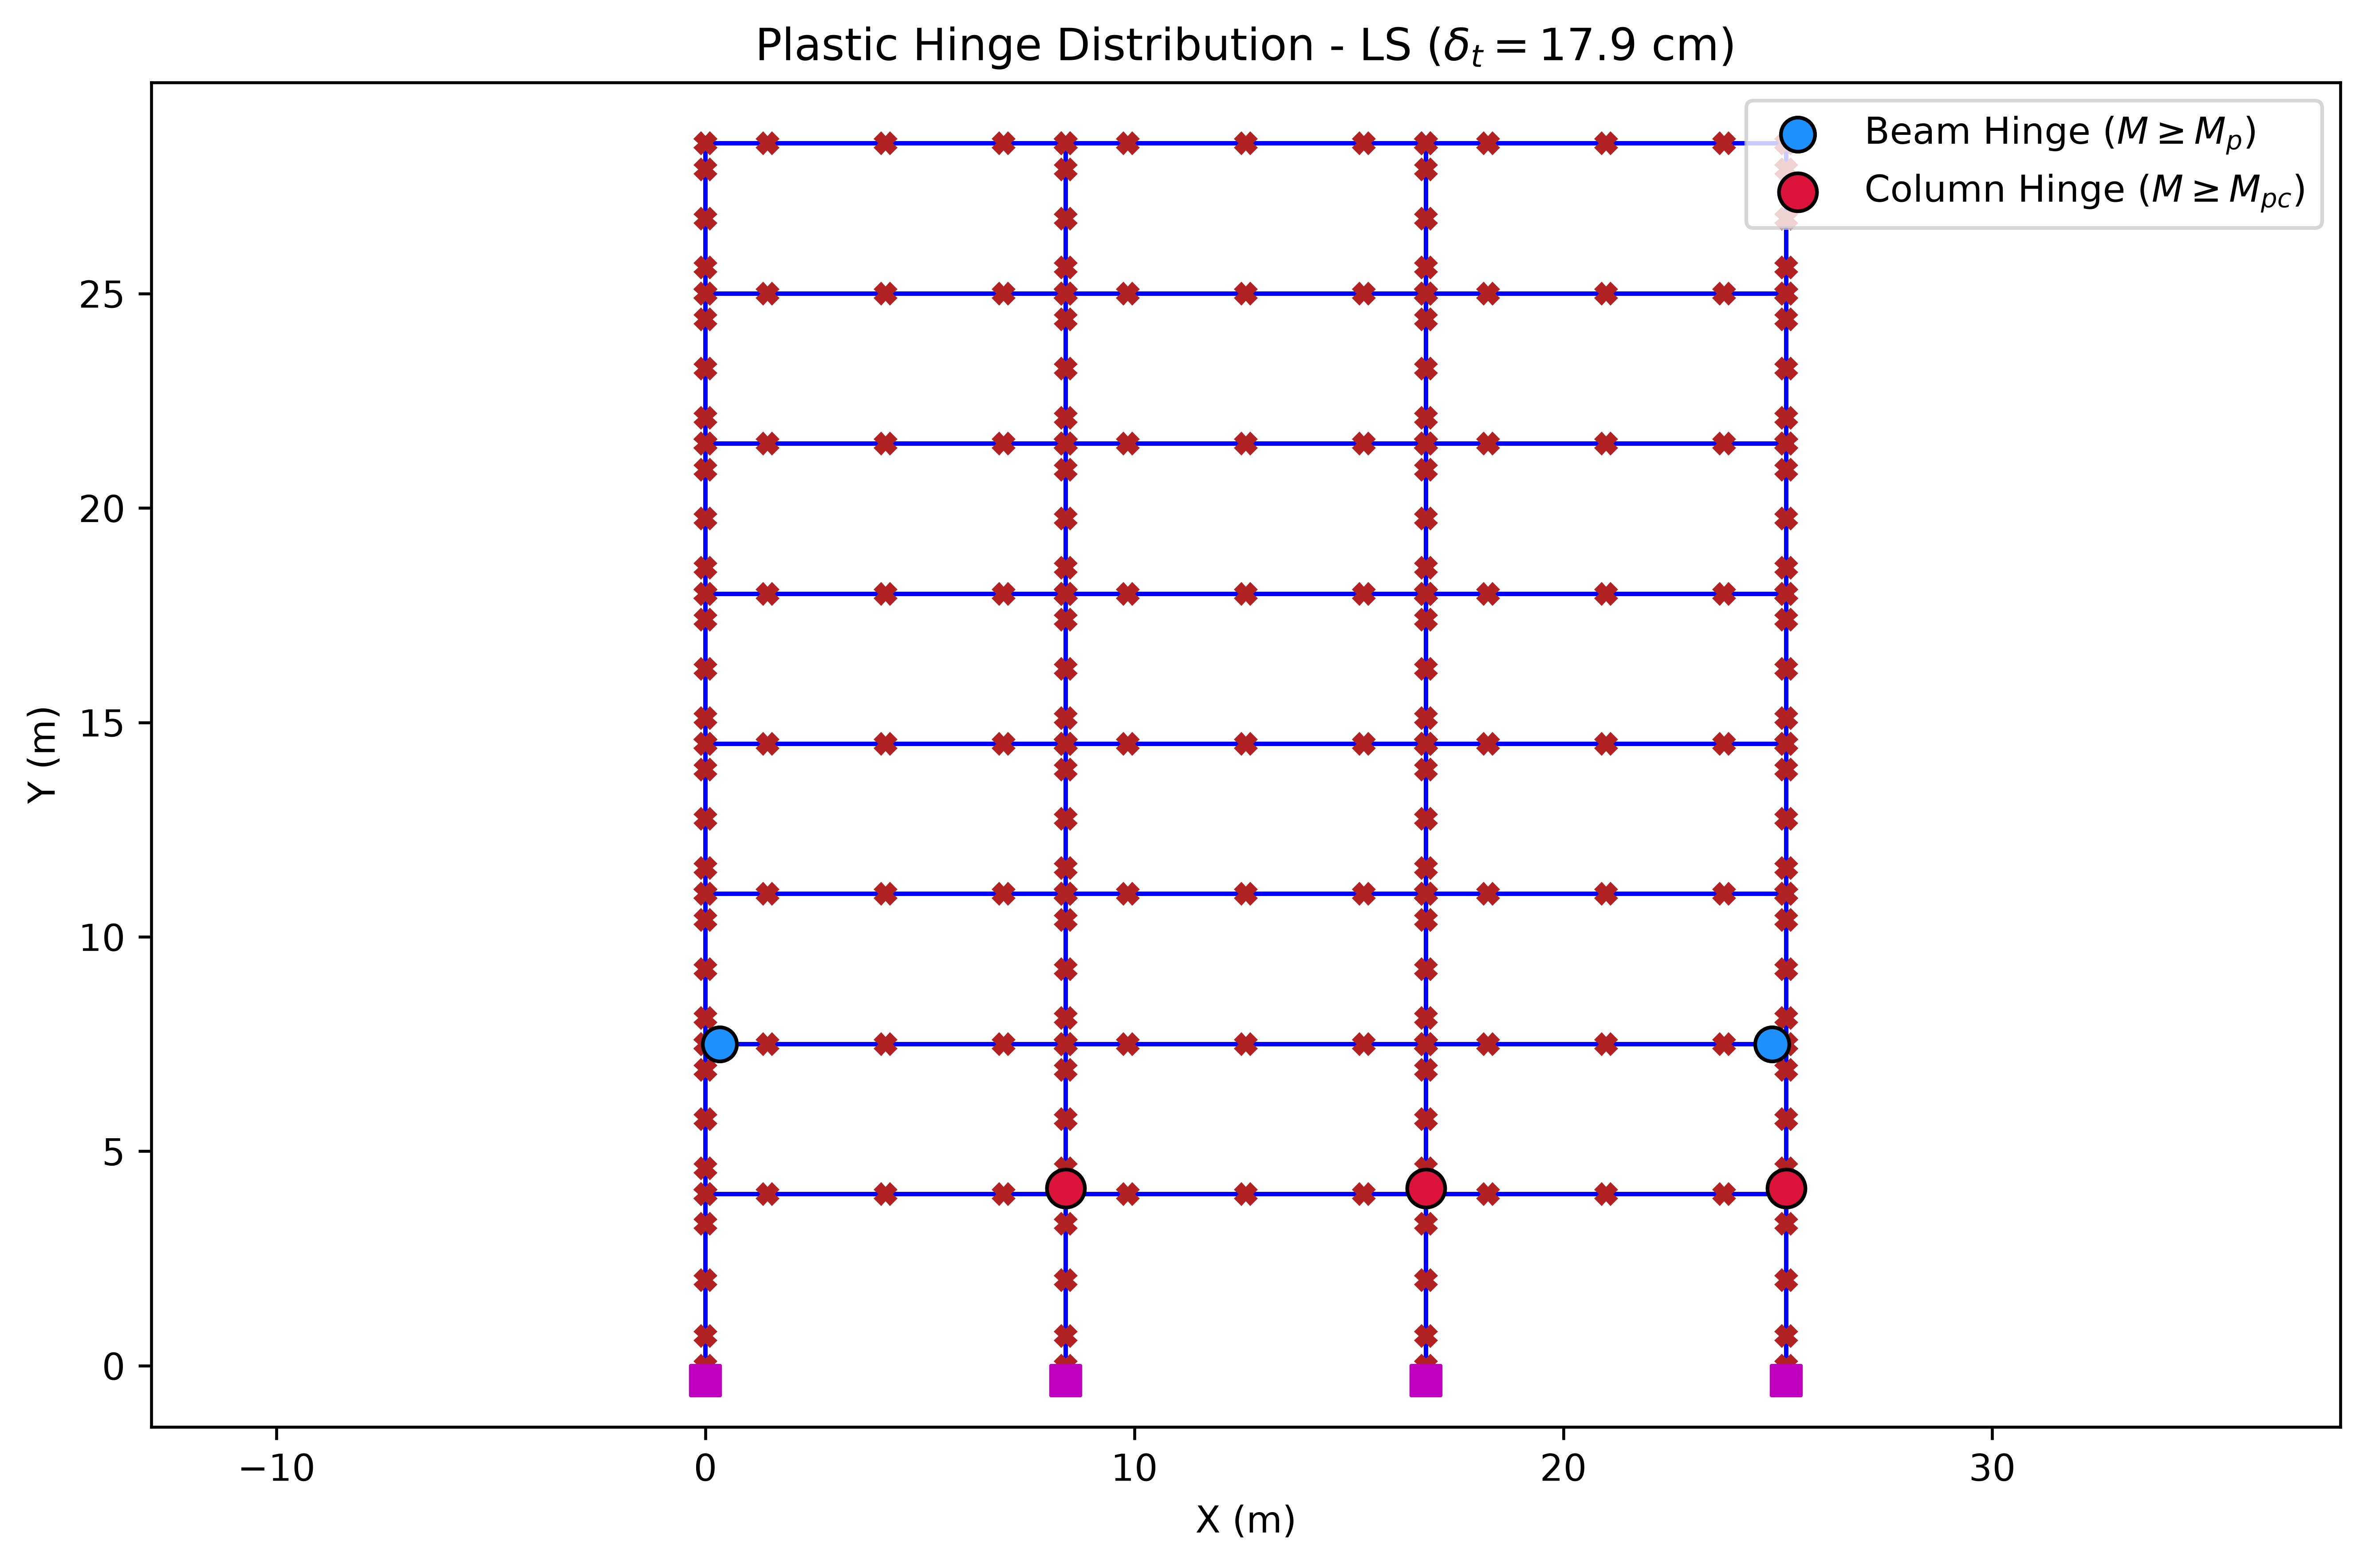 Plastic Hinge Distribution - LS (δt = 17.9 cm)
Beam Hinge (M ≥ Mp)
Column Hinge (M ≥ Mpc)
25
20
15
10
5
0
Y (m)
−10 0 10 20 30
X (m)